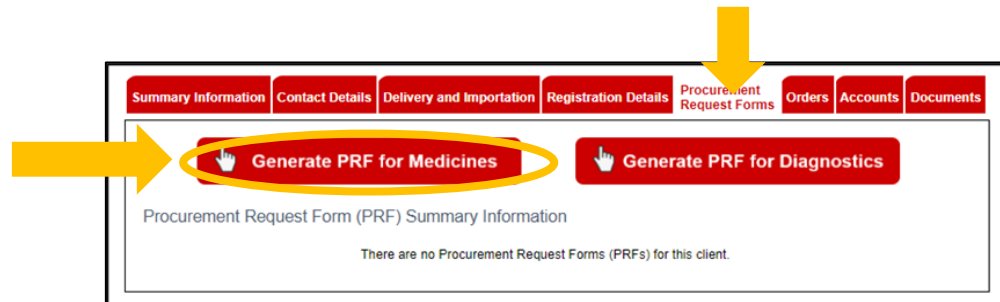 Summary Information Contact Details Delivery and Importation Registration Details Procurement Request Forms Orders Accounts Documents
Generate PRF for Medicines Generate PRF for Diagnostics
Procurement Request Form (PRF) Summary Information
There are no Procurement Request Forms (PRFs) for this client.